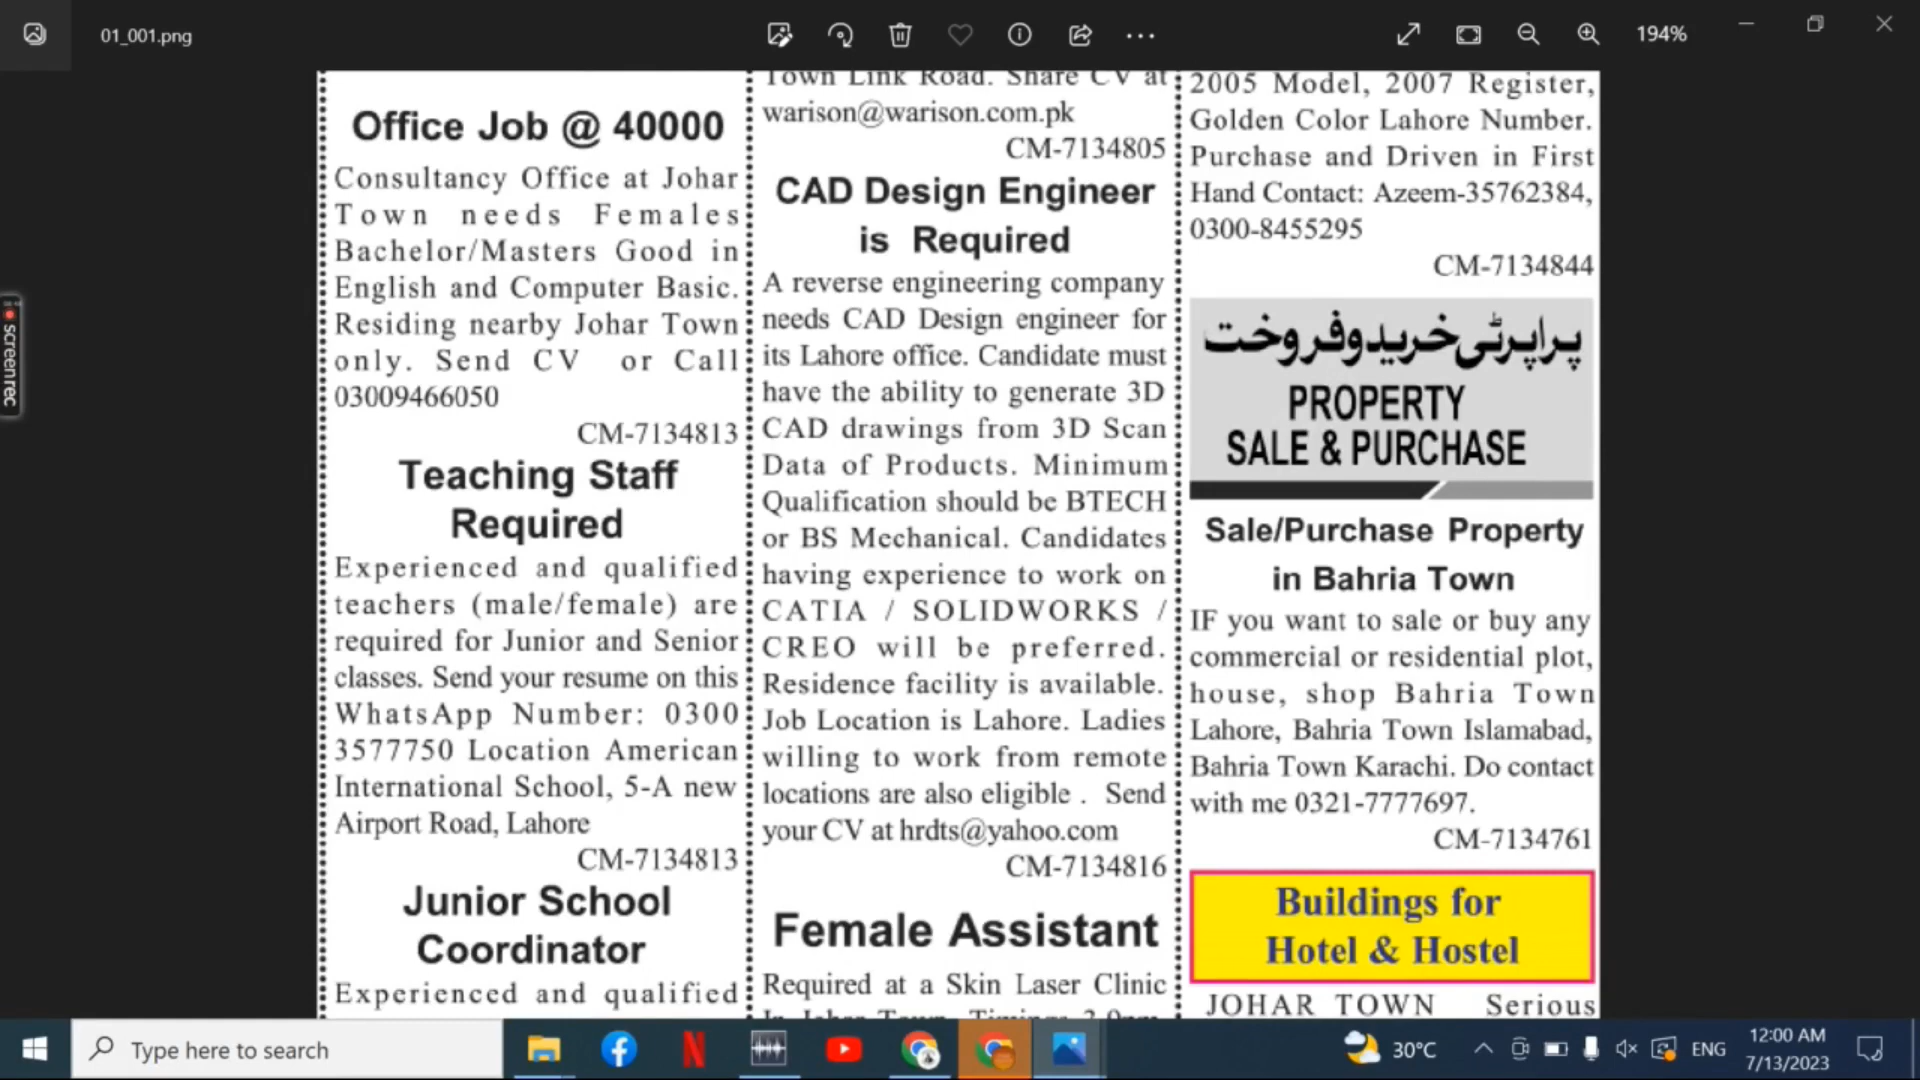 01_001.png
194%
screenrec
Office Job @ 40000
Consultancy Office at Johar
Town needs Females
Bachelor/Masters Good in
English and Computer Basic.
Residing nearby Johar Town
only. Send CV or Call
03009466050
CM-7134813
Teaching Staff
Required
Experienced and qualified
teachers (male/female) are
required for Junior and Senior
classes. Send your resume on this
WhatsApp Number: 0300
3577750 Location American
International School, 5-A new
Airport Road, Lahore
CM-7134813
Junior School
Coordinator
Experienced and qualified
Town Link Road. Share CV at
warison@warison.com.pk
CM-7134805
CAD Design Engineer
is Required
A reverse engineering company
needs CAD Design engineer for
its Lahore office. Candidate must
have the ability to generate 3D
CAD drawings from 3D Scan
Data of Products. Minimum
Qualification should be BTECH
or BS Mechanical. Candidates
having experience to work on
CATIA / SOLIDWORKS /
CREO will be preferred.
Residence facility is available.
Job Location is Lahore. Ladies
willing to work from remote
locations are also eligible . Send
your CV at hrdts@yahoo.com
CM-7134816
Female Assistant
Required at a Skin Laser Clinic
In Johar Town. Timings 3-9pm
2005 Model, 2007 Register,
Golden Color Lahore Number.
Purchase and Driven in First
Hand Contact: Azeem-35762384,
0300-8455295
CM-7134844
پراپرٹی خرید و فروخت
PROPERTY
SALE & PURCHASE
Sale/Purchase Property
in Bahria Town
IF you want to sale or buy any
commercial or residential plot,
house, shop Bahria Town
Lahore, Bahria Town Islamabad,
Bahria Town Karachi. Do contact
with me 0321-7777697.
CM-7134761
Buildings for
Hotel & Hostel
JOHAR TOWN Serious
Type here to search
30°C
ENG
12:00 AM
7/13/2023